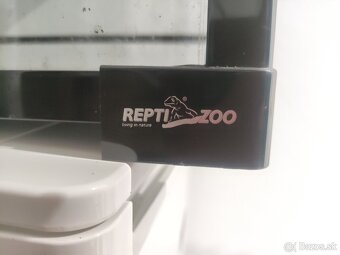 REPTI ZOO
®
living in nature
© Bazos.sk